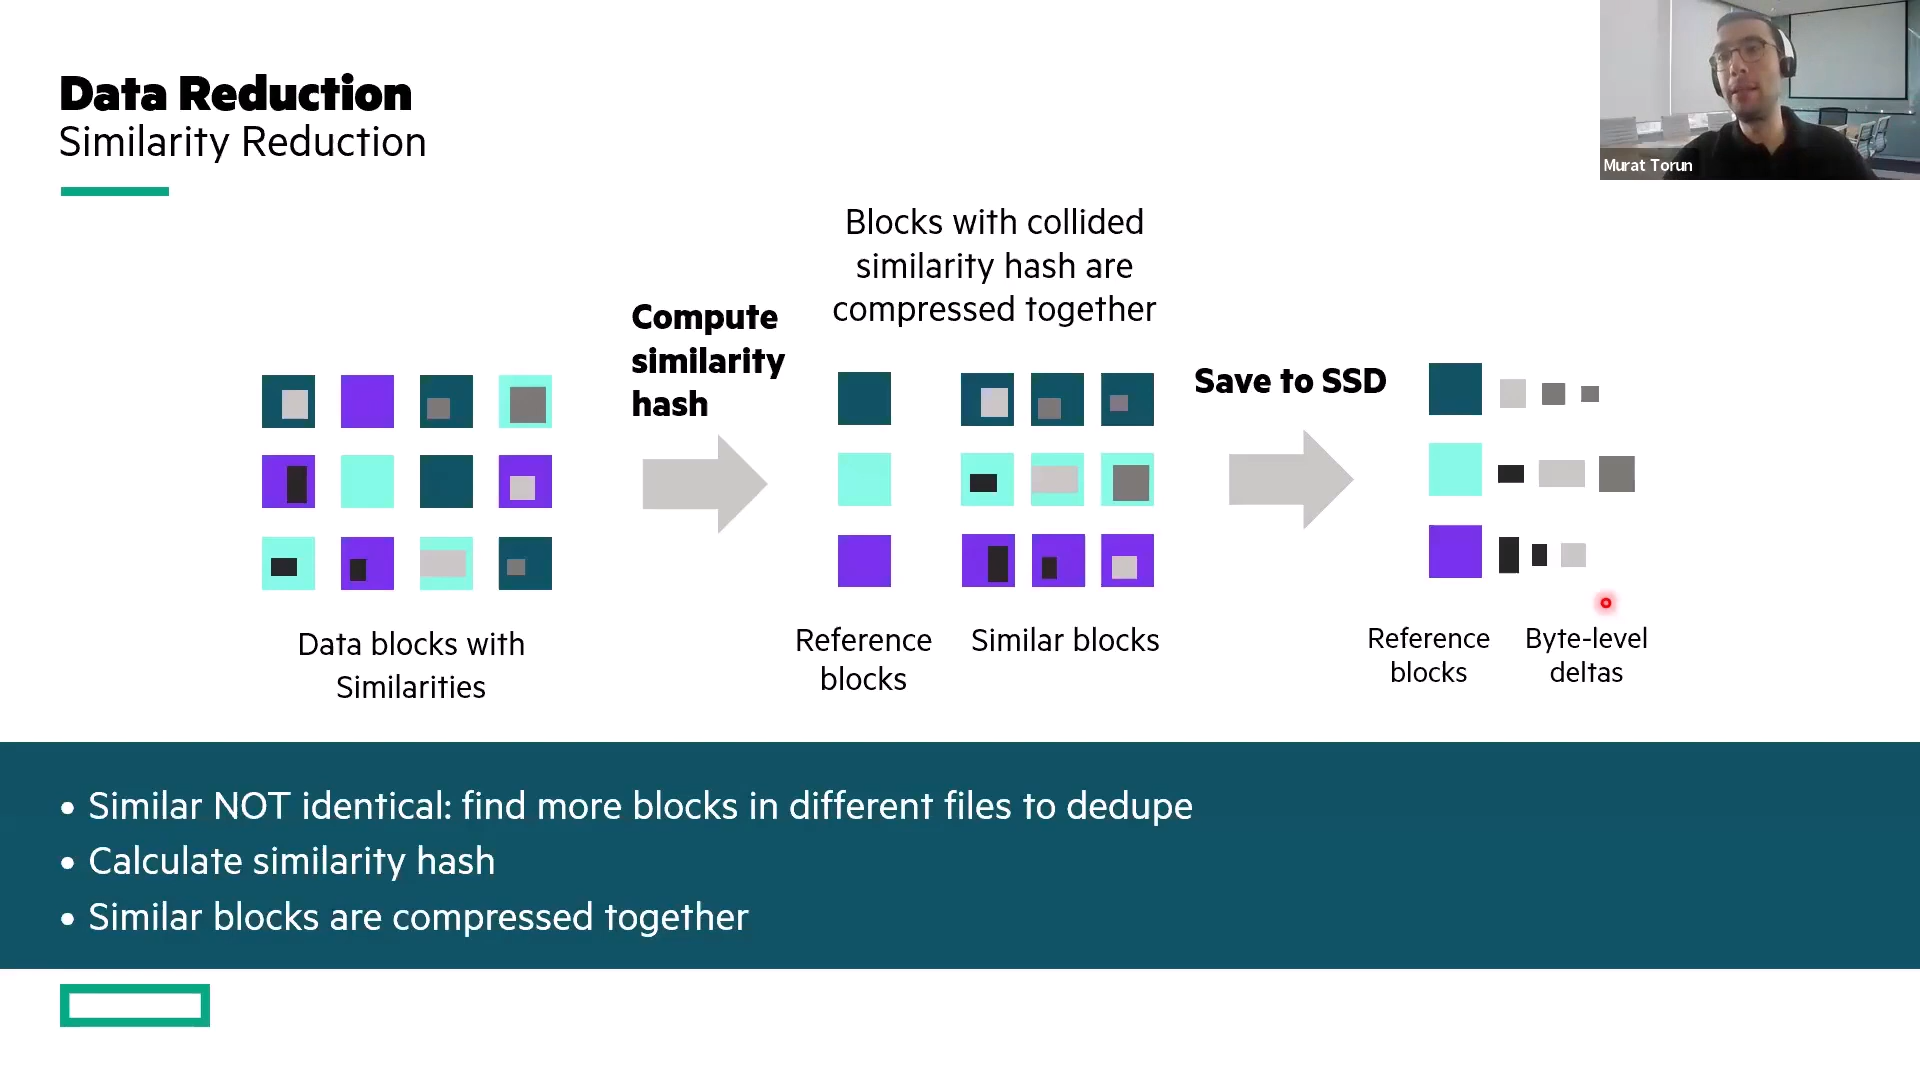 Data Reduction
Similarity Reduction
Murat Torun
Blocks with collided
similarity hash are
compressed together
Compute
similarity
hash
Save to SSD
Data blocks with
Similarities
Reference
blocks
Similar blocks
Reference
blocks
Byte-level
deltas
• Similar NOT identical: find more blocks in different files to dedupe
• Calculate similarity hash
• Similar blocks are compressed together